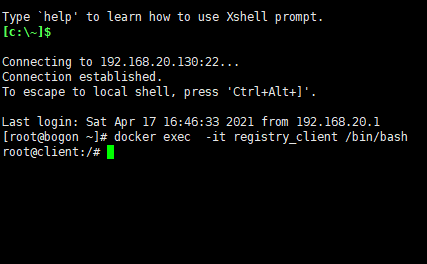 Type `help' to learn how to use Xshell prompt.
[c:\~]$
Connecting to 192.168.20.130:22...
Connection established.
To escape to local shell, press 'Ctrl+Alt+]'.
Last login: Sat Apr 17 16:46:33 2021 from 192.168.20.1
[root@bogon ~]# docker exec  -it registry_client /bin/bash
root@client:/#